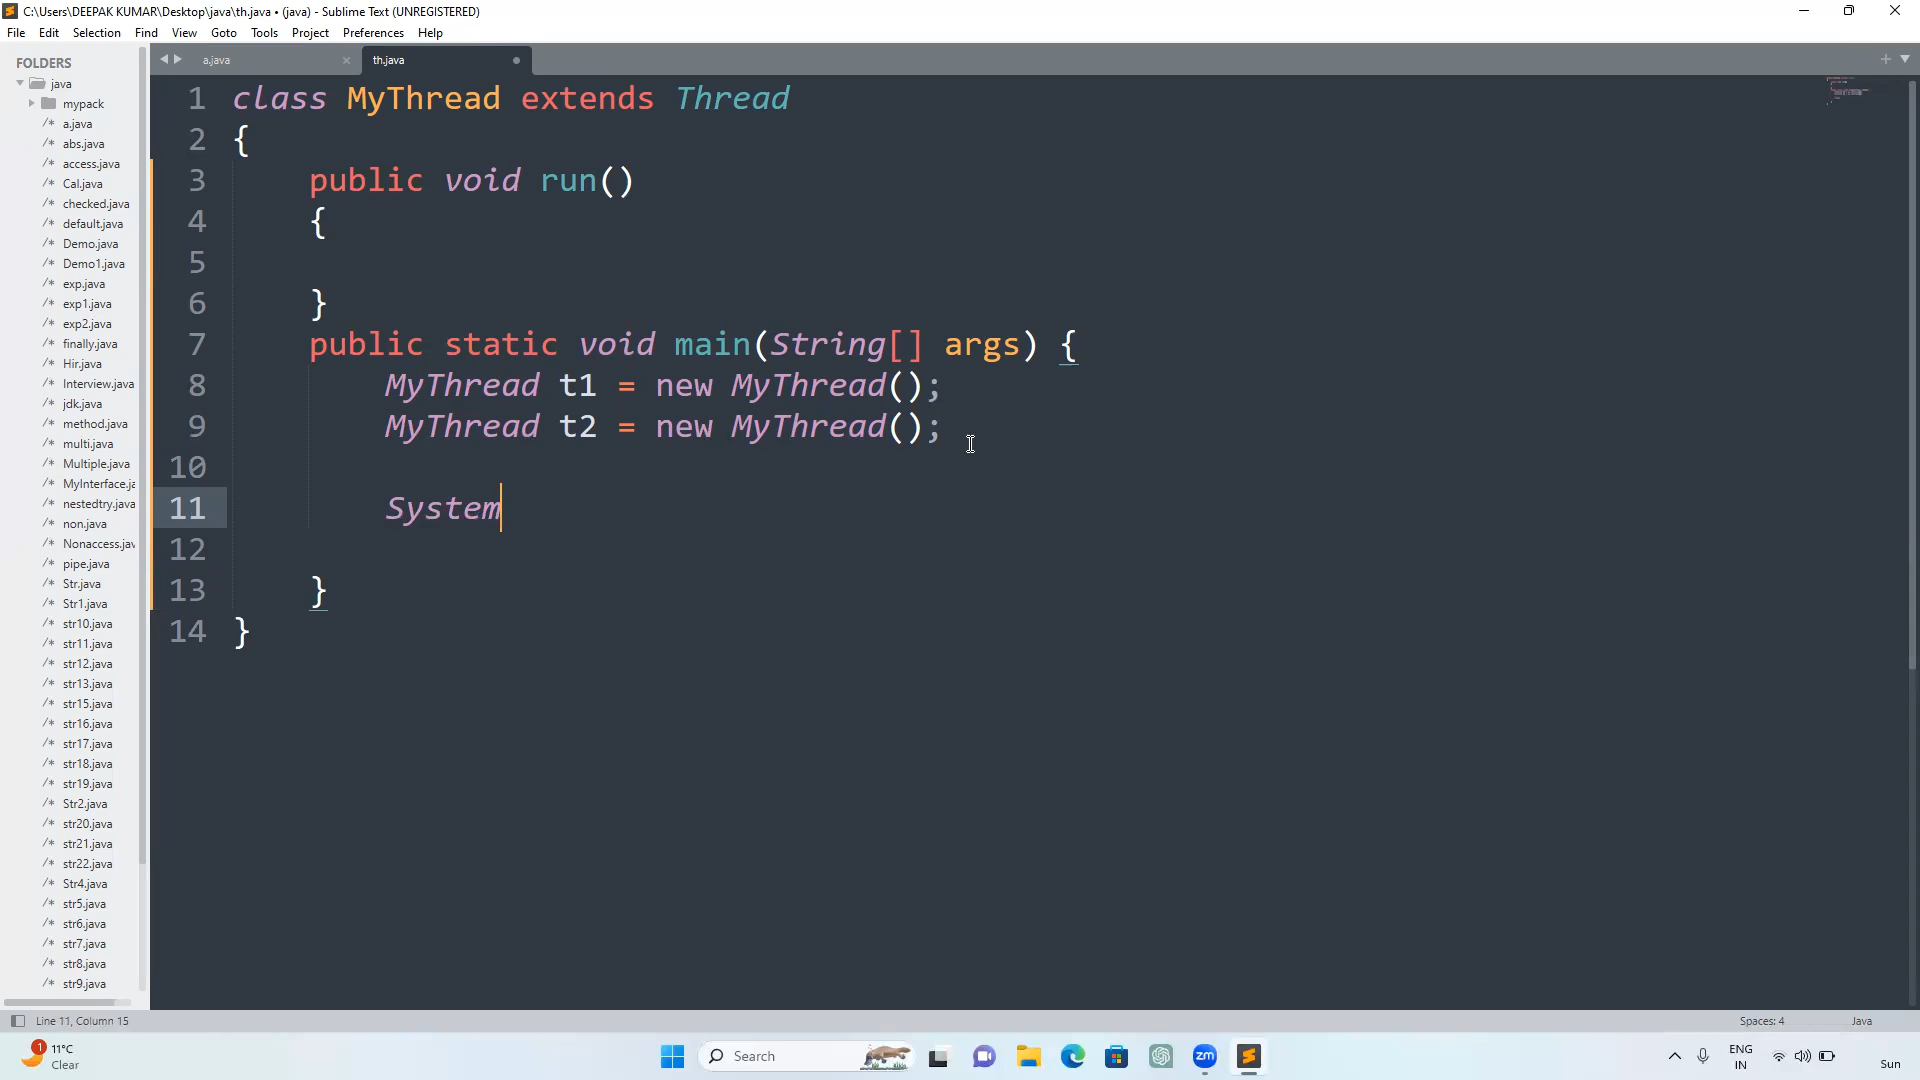 C:\Users\DEEPAK KUMAR\Desktop\java\th.java • (java) - Sublime Text (UNREGISTERED)
File Edit Selection Find View Goto Tools Project Preferences Help
FOLDERS
java
mypack
/* a.java
/* abs.java
/* access.java
/* Cal.java
/* checked.java
/* default.java
/* Demo.java
/* Demo1.java
/* exp.java
/* exp1.java
/* exp2.java
/* finally.java
/* Hir.java
/* Interview.java
/* jdk.java
/* method.java
/* multi.java
/* Multiple.java
/* MyInterface.ja
/* nestedtry.java
/* non.java
/* Nonaccess.jav
/* pipe.java
/* Str.java
/* Str1.java
/* str10.java
/* str11.java
/* str12.java
/* str13.java
/* str15.java
/* str16.java
/* str17.java
/* str18.java
/* str19.java
/* Str2.java
/* str20.java
/* str21.java
/* str22.java
/* Str4.java
/* str5.java
/* str6.java
/* str7.java
/* str8.java
/* str9.java
a.java × th.java •
1 class MyThread extends Thread
2 {
3 public void run()
4 {
5
6 }
7 public static void main(String[] args) {
8 MyThread t1 = new MyThread();
9 MyThread t2 = new MyThread();
10
11 System
12
13 }
14 }
Line 11, Column 15 Spaces: 4 Java
1 11°C
Clear
Search
zm
ENG
IN
Sun